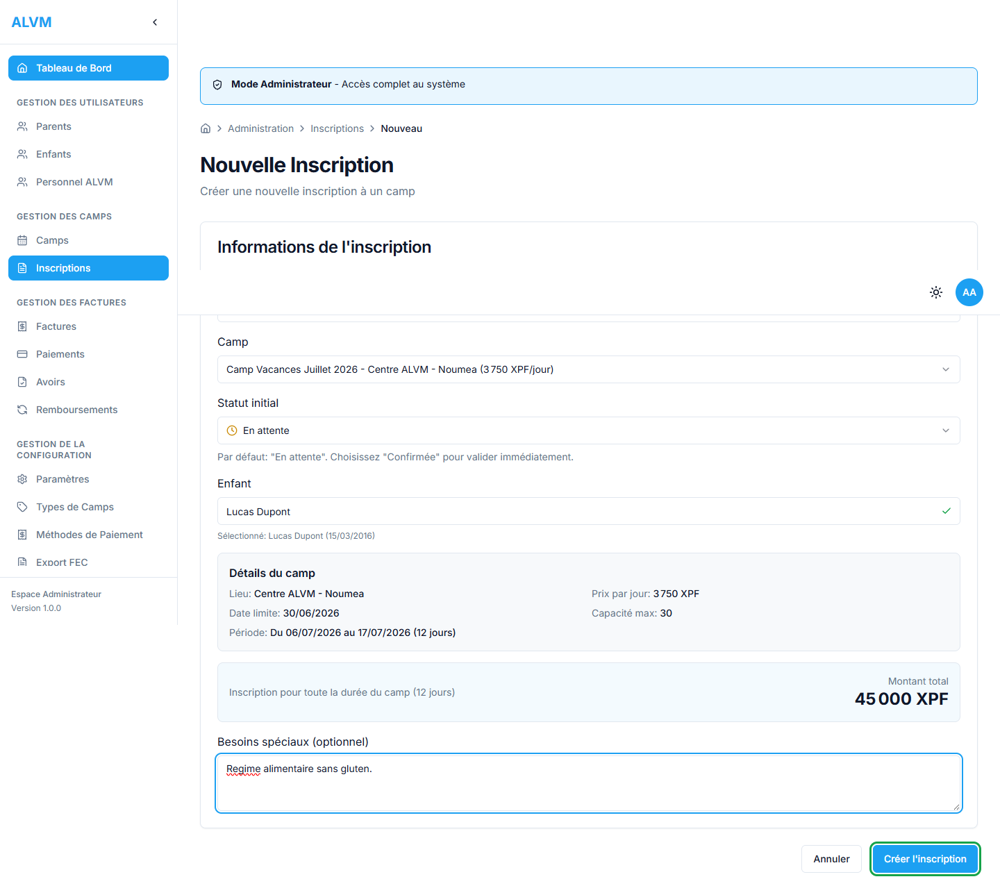 ALVM
Tableau de Bord
GESTION DES UTILISATEURS
Parents
Enfants
Personnel ALVM
GESTION DES CAMPS
Camps
Inscriptions
GESTION DES FACTURES
Factures
Paiements
Avoirs
Remboursements
GESTION DE LA
CONFIGURATION
Paramètres
Types de Camps
Méthodes de Paiement
Export FEC
Espace Administrateur
Version 1.0.0
Mode Administrateur - Accès complet au système
Administration > Inscriptions > Nouveau
Nouvelle Inscription
Créer une nouvelle inscription à un camp
Informations de l'inscription
AA
Camp
Camp Vacances Juillet 2026 - Centre ALVM - Noumea (3 750 XPF/jour)
Statut initial
En attente
Par défaut: "En attente". Choisissez "Confirmée" pour valider immédiatement.
Enfant
Lucas Dupont
Sélectionné: Lucas Dupont (15/03/2016)
Détails du camp
Lieu: Centre ALVM - Noumea
Prix par jour: 3 750 XPF
Date limite: 30/06/2026
Capacité max: 30
Période: Du 06/07/2026 au 17/07/2026 (12 jours)
Inscription pour toute la durée du camp (12 jours)
Montant total
45 000 XPF
Besoins spéciaux (optionnel)
Regime alimentaire sans gluten.
Annuler
Créer l'inscription